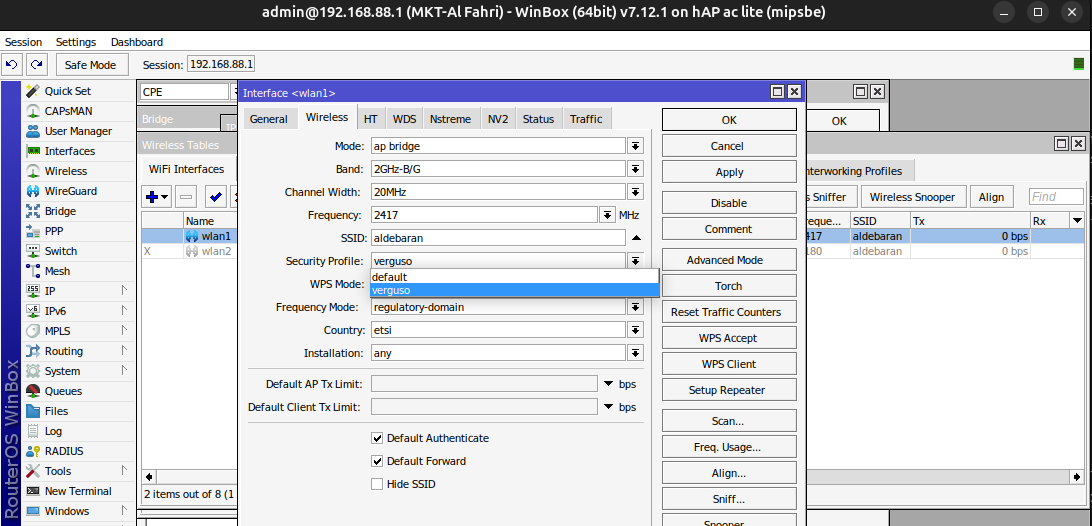 admin@192.168.88.1 (MKT-Al Fahri) - WinBox (64bit) v7.12.1 on hAP ac lite (mipsbe)
Session Settings Dashboard
Safe Mode Session: 192.168.88.1
Quick Set
CAPsMAN
User Manager
Interfaces
Wireless
WireGuard
Bridge
PPP
Switch
Mesh
IP
IPv6
MPLS
Routing
System
Queues
Files
Log
RADIUS
Tools
New Terminal
Windows
RouterOS WinBox
CPE
Bridge
OK
Wireless Tables
WiFi Interfaces
nterworking Profiles
s Sniffer Wireless Snooper Align Find
Name
eque... SSID Tx Rx
wlan1
417 aldebaran 0 bps
X wlan2
180 aldebaran 0 bps
2 items out of 8 (1
Interface <wlan1>
General Wireless HT WDS Nstreme NV2 Status Traffic
Mode: ap bridge
Band: 2GHz-B/G
Channel Width: 20MHz
Frequency: 2417 MHz
SSID: aldebaran
Security Profile: verguso
default
verguso
WPS Mode:
Frequency Mode: regulatory-domain
Country: etsi
Installation: any
Default AP Tx Limit: bps
Default Client Tx Limit: bps
Default Authenticate
Default Forward
Hide SSID
OK
Cancel
Apply
Disable
Comment
Advanced Mode
Torch
Reset Traffic Counters
WPS Accept
WPS Client
Setup Repeater
Scan...
Freq. Usage...
Align...
Sniff...
Snooper